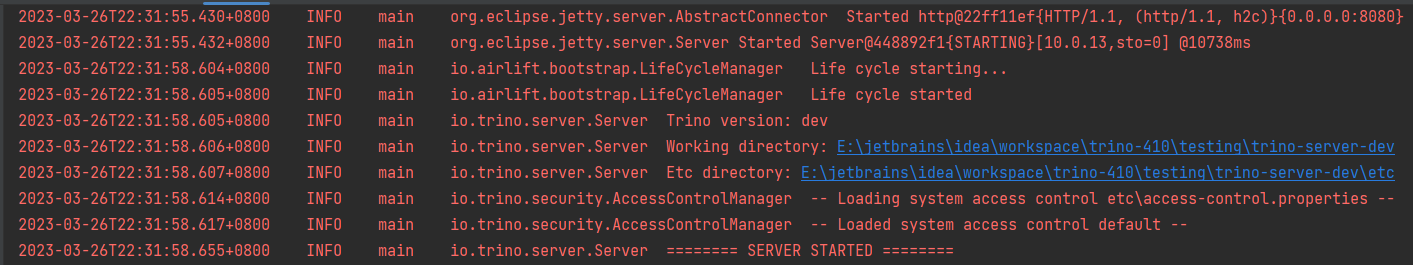 2023-03-26T22:31:55.430+0800 INFO main org.eclipse.jetty.server.AbstractConnector Started http@22ff11ef{HTTP/1.1, (http/1.1, h2c)}{0.0.0.0:8080}
2023-03-26T22:31:55.432+0800 INFO main org.eclipse.jetty.server.Server Started Server@448892f1{STARTING}[10.0.13,sto=0] @10738ms
2023-03-26T22:31:58.604+0800 INFO main io.airlift.bootstrap.LifeCycleManager Life cycle starting...
2023-03-26T22:31:58.605+0800 INFO main io.airlift.bootstrap.LifeCycleManager Life cycle started
2023-03-26T22:31:58.605+0800 INFO main io.trino.server.Server Trino version: dev
2023-03-26T22:31:58.606+0800 INFO main io.trino.server.Server Working directory: E:\jetbrains\idea\workspace\trino-410\testing\trino-server-dev
2023-03-26T22:31:58.607+0800 INFO main io.trino.server.Server Etc directory: E:\jetbrains\idea\workspace\trino-410\testing\trino-server-dev\etc
2023-03-26T22:31:58.614+0800 INFO main io.trino.security.AccessControlManager -- Loading system access control etc\access-control.properties --
2023-03-26T22:31:58.617+0800 INFO main io.trino.security.AccessControlManager -- Loaded system access control default --
2023-03-26T22:31:58.655+0800 INFO main io.trino.server.Server ======== SERVER STARTED ========